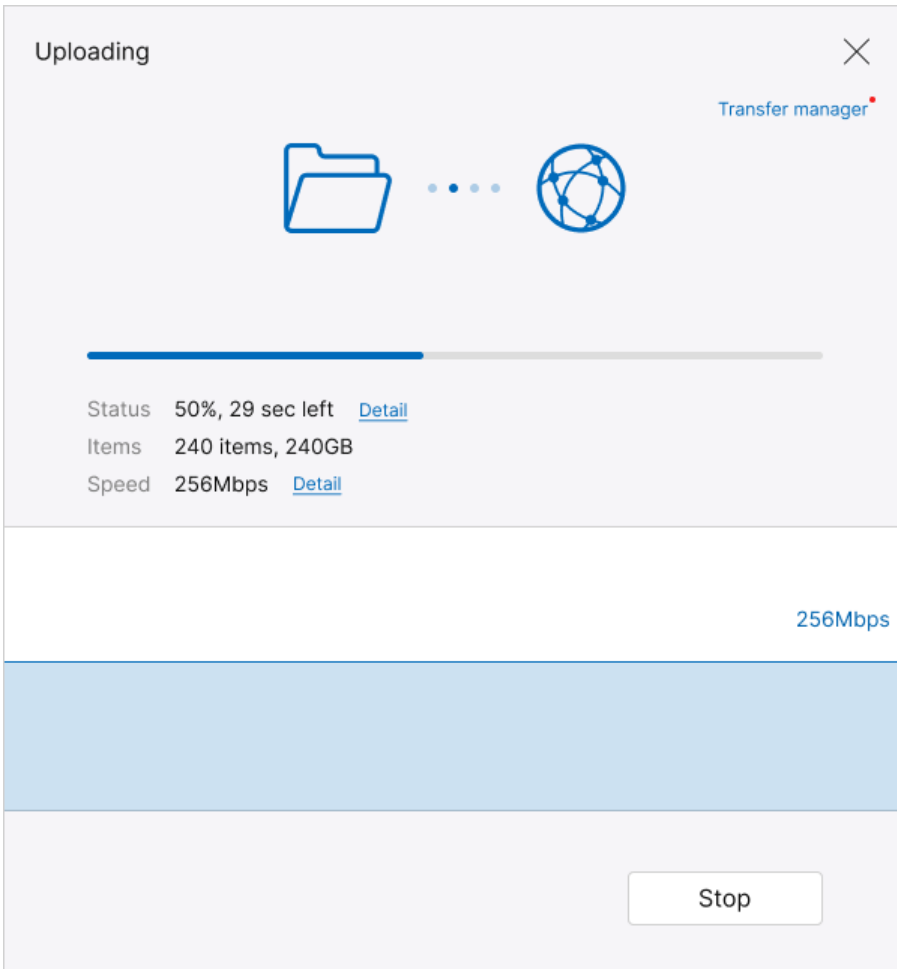 Uploading
Transfer manager
Status 50%, 29 sec left Detail
Items 240 items, 240GB
Speed 256Mbps Detail
256Mbps
Stop